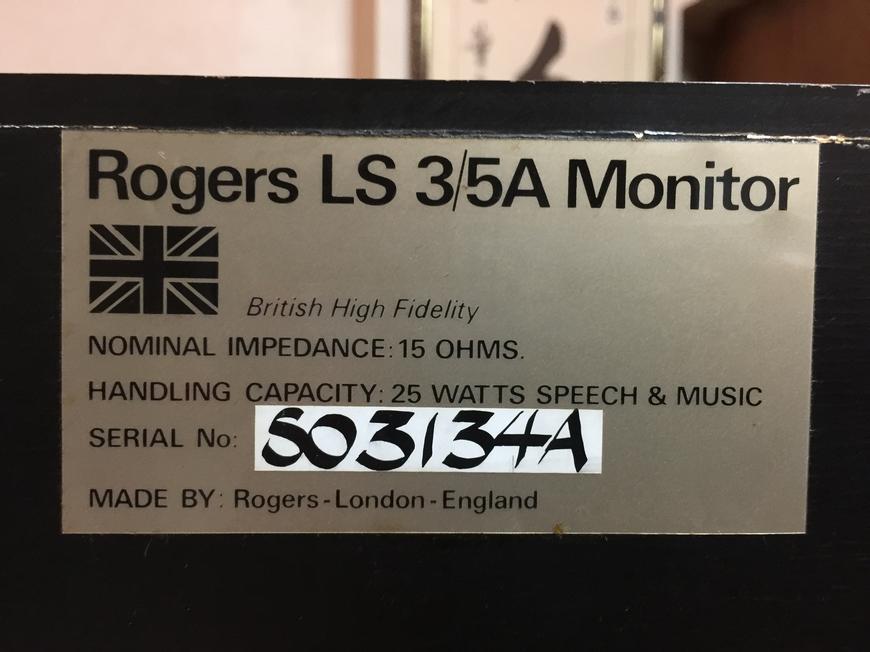 Rogers LS 3/5A Monitor
British High Fidelity
NOMINAL IMPEDANCE: 15 OHMS.
HANDLING CAPACITY: 25 WATTS SPEECH & MUSIC
SERIAL No: S03134A
MADE BY: Rogers-London-England